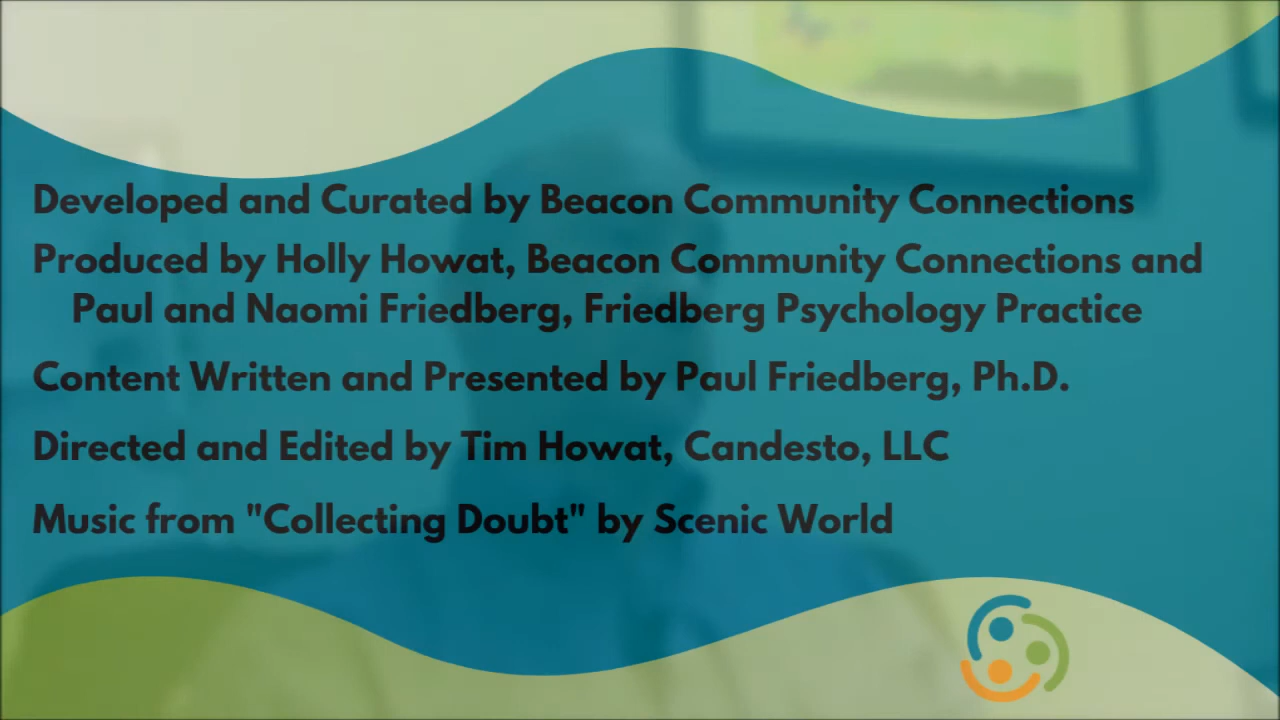 Developed and Curated by Beacon Community Connections
Produced by Holly Howat, Beacon Community Connections and
Paul and Naomi Friedberg, Friedberg Psychology Practice
Content Written and Presented by Paul Friedberg, Ph.D.
Directed and Edited by Tim Howat, Candesto, LLC
Music from "Collecting Doubt" by Scenic World